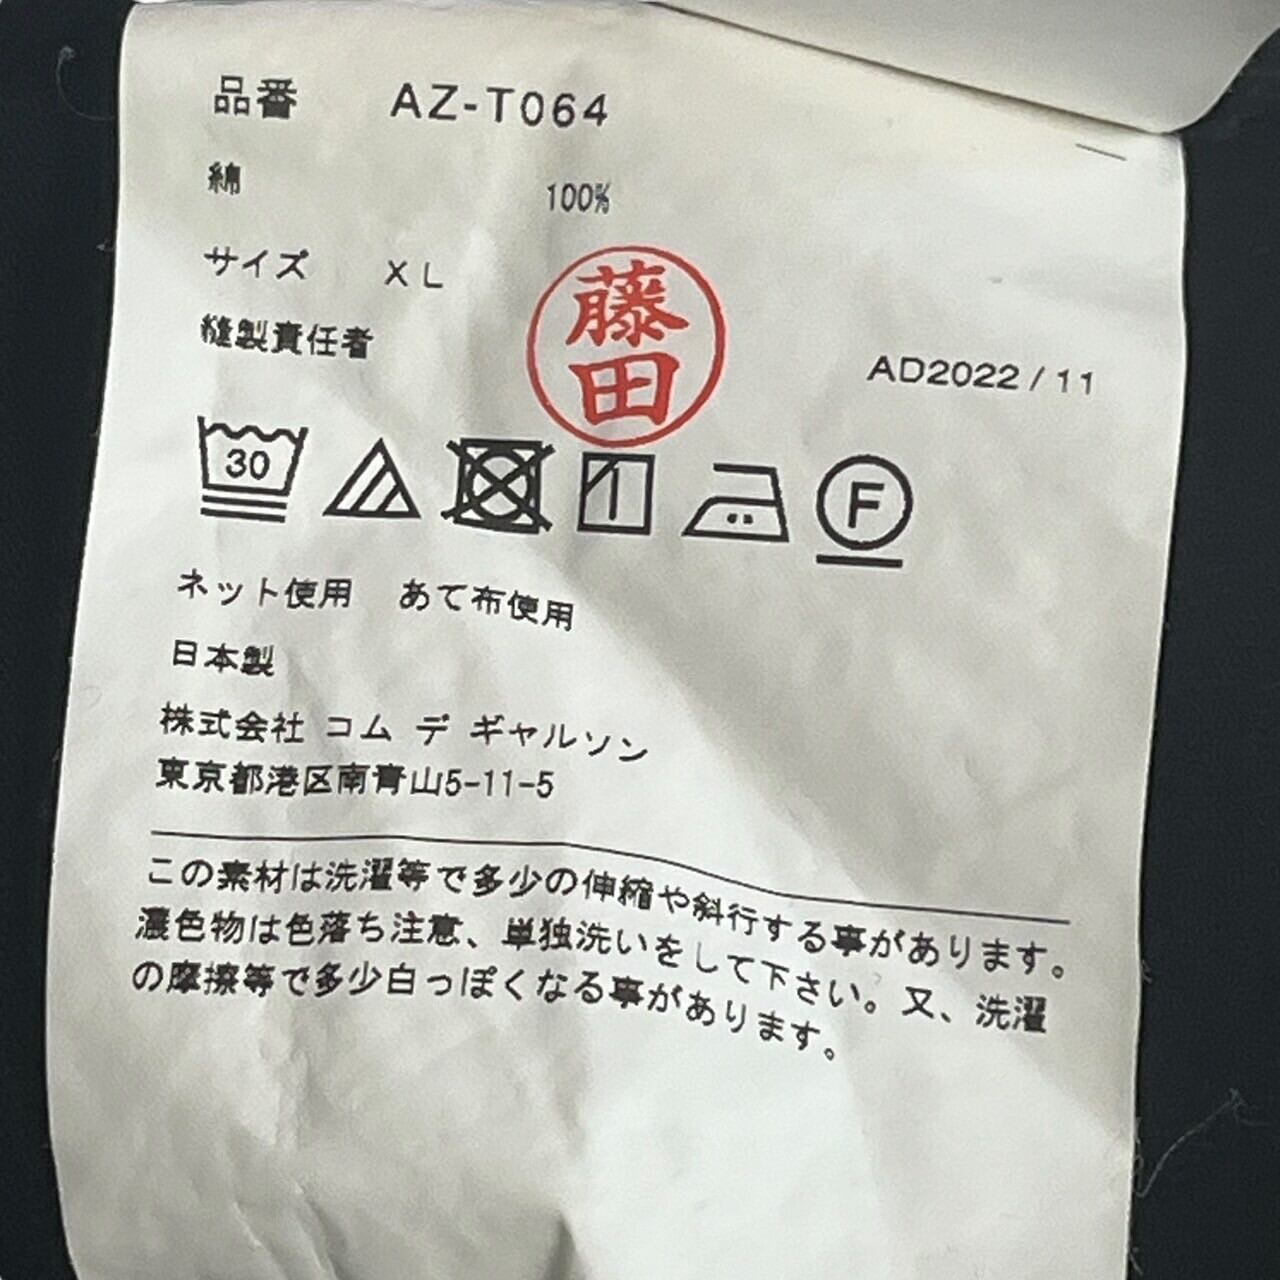 品番 AZ-T064
綿 100%
サイズ XL
縫製責任者
藤田
AD2022/11
30
F
ネット使用 あて布使用
日本製
株式会社 コム デ ギャルソン
東京都港区南青山5-11-5
この素材は洗濯等で多少の伸縮や斜行する事があります。
濃色物は色落ち注意、単独洗いをして下さい。又、洗濯
の摩擦等で多少白っぽくなる事があります。